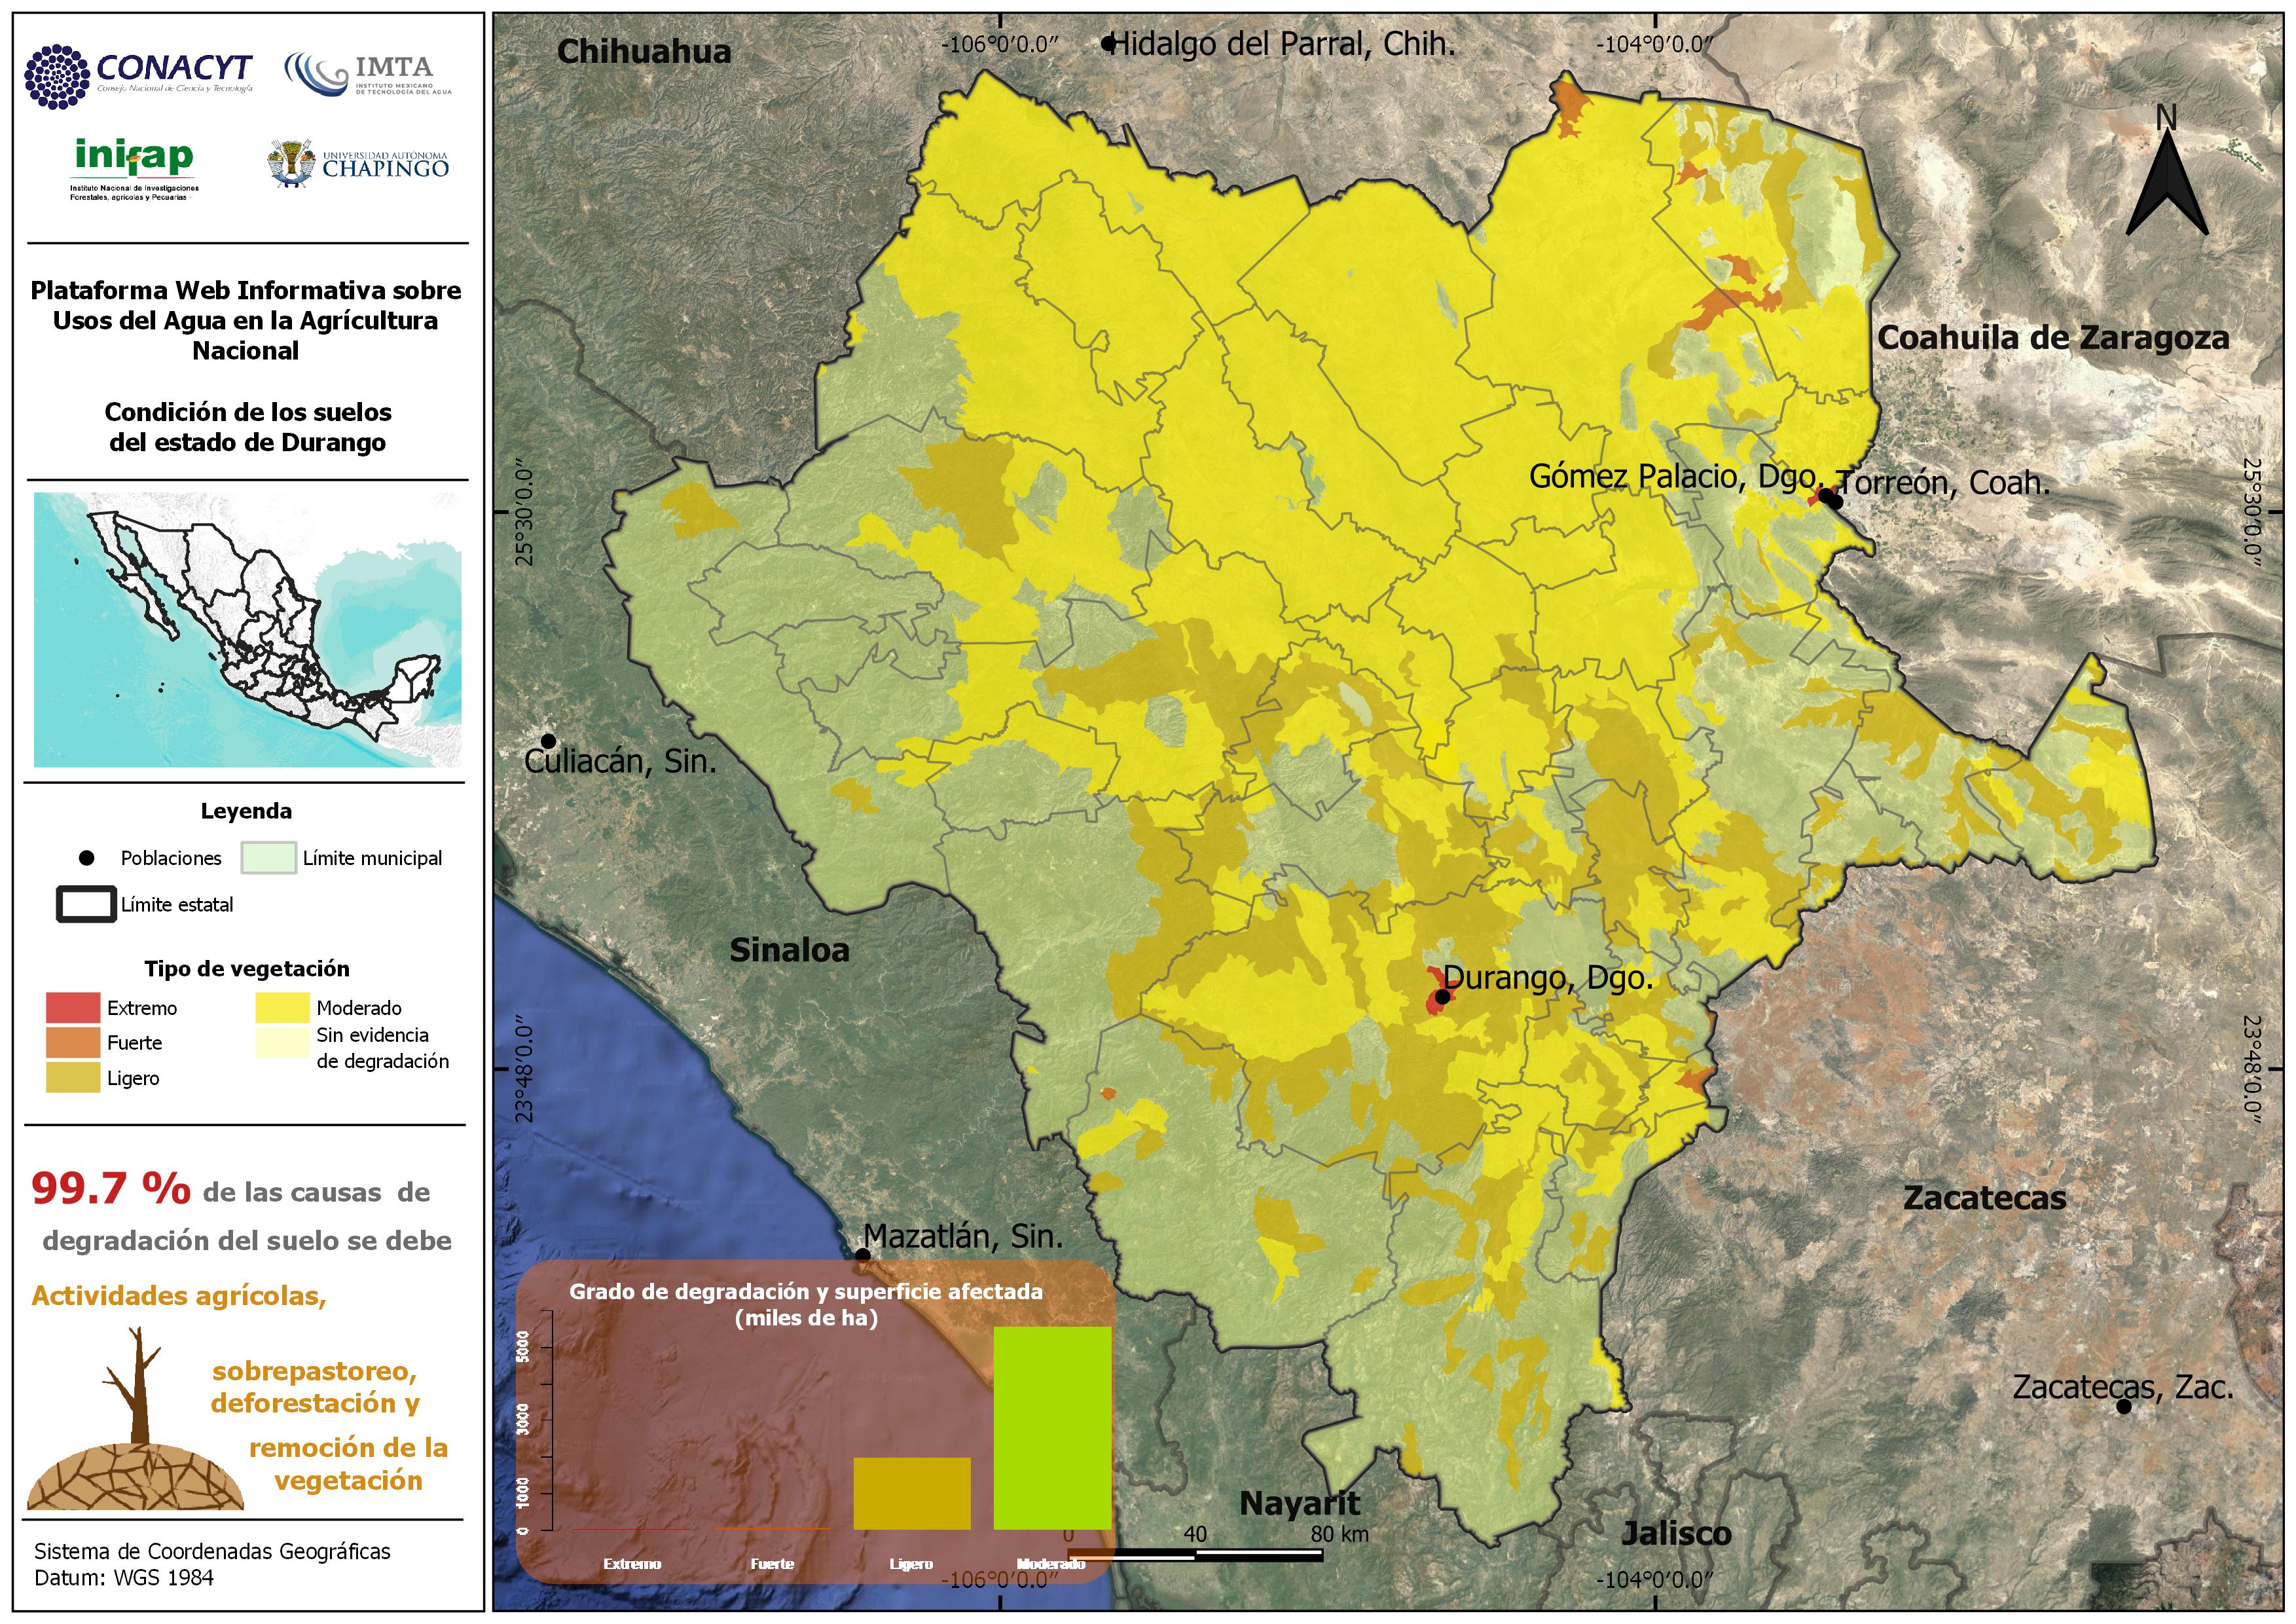 CONACYT
Consejo Nacional de Ciencia y Tecnología
IMTA
INSTITUTO MEXICANO
DE TECNOLOGÍA DEL AGUA
inifap
Instituto Nacional de Investigaciones
Forestales, agrícolas y Pecuarias
UNIVERSIDAD AUTÓNOMA
CHAPINGO
Plataforma Web Informativa sobre
Usos del Agua en la Agrícultura
Nacional
Condición de los suelos
del estado de Durango
Leyenda
Poblaciones
Límite municipal
Límite estatal
Tipo de vegetación
Extremo
Moderado
Fuerte
Sin evidencia
de degradación
Ligero
99.7 % de las causas de
degradación del suelo se debe
Actividades agrícolas,
sobrepastoreo,
deforestación y
remoción de la
vegetación
Sistema de Coordenadas Geográficas
Datum: WGS 1984
Chihuahua
-106°0′0.0″
Hidalgo del Parral, Chih.
-104°0′0.0″
N
Coahuila de Zaragoza
25°30′0.0″
Gómez Palacio, Dgo.
Torreón, Coah.
25°30′0.0″
Culiacán, Sin.
Sinaloa
Durango, Dgo.
23°48′0.0″
23°48′0.0″
Zacatecas
Mazatlán, Sin.
Grado de degradación y superficie afectada
(miles de ha)
5000
3000
1000
0
Extremo
Fuerte
Ligero
Moderado
Zacatecas, Zac.
Nayarit
Jalisco
0
40
80 km
-106°0′0.0″
-104°0′0.0″